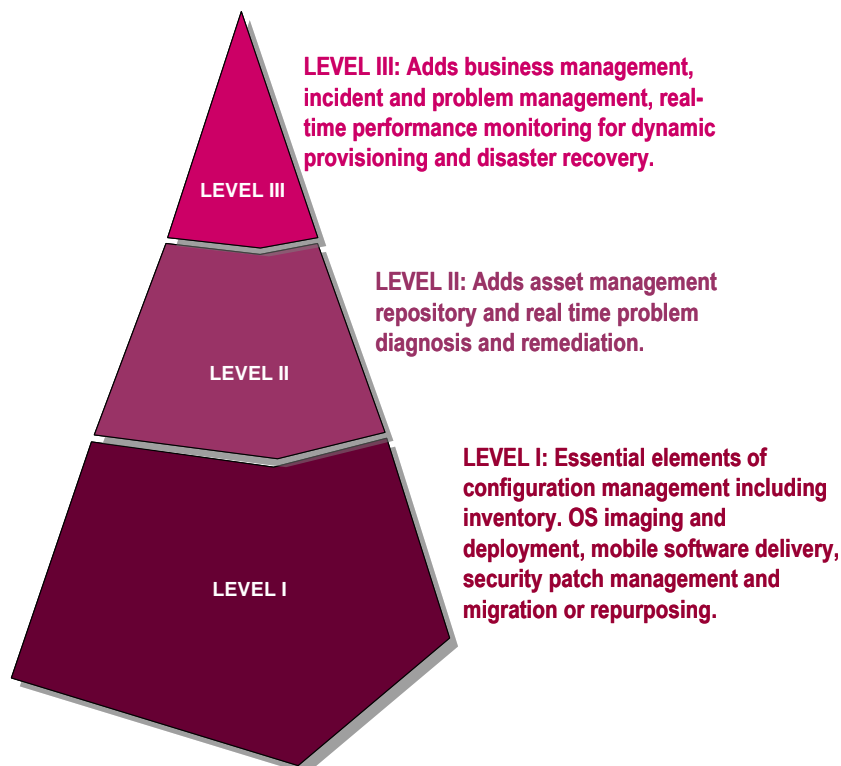 LEVEL III: Adds business management,
incident and problem management, real-
time performance monitoring for dynamic
provisioning and disaster recovery.
LEVEL III
LEVEL II: Adds asset management
repository and real time problem
diagnosis and remediation.
LEVEL II
LEVEL I: Essential elements of
configuration management including
inventory. OS imaging and
deployment, mobile software delivery,
security patch management and
migration or repurposing.
LEVEL I